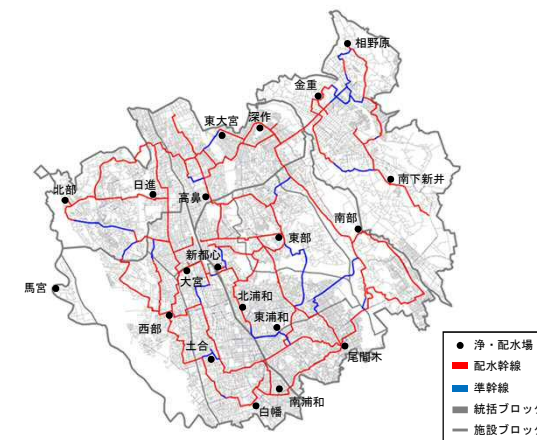 相野原
金重
深作
東大宮
南下新井
日進
北部
高鼻
南部
東部
新都心
大宮
馬宮
北浦和
東浦和
西部
土合
尾間木
南浦和
白幡
浄・配水場
配水幹線
準幹線
統括ブロック
施設ブロック